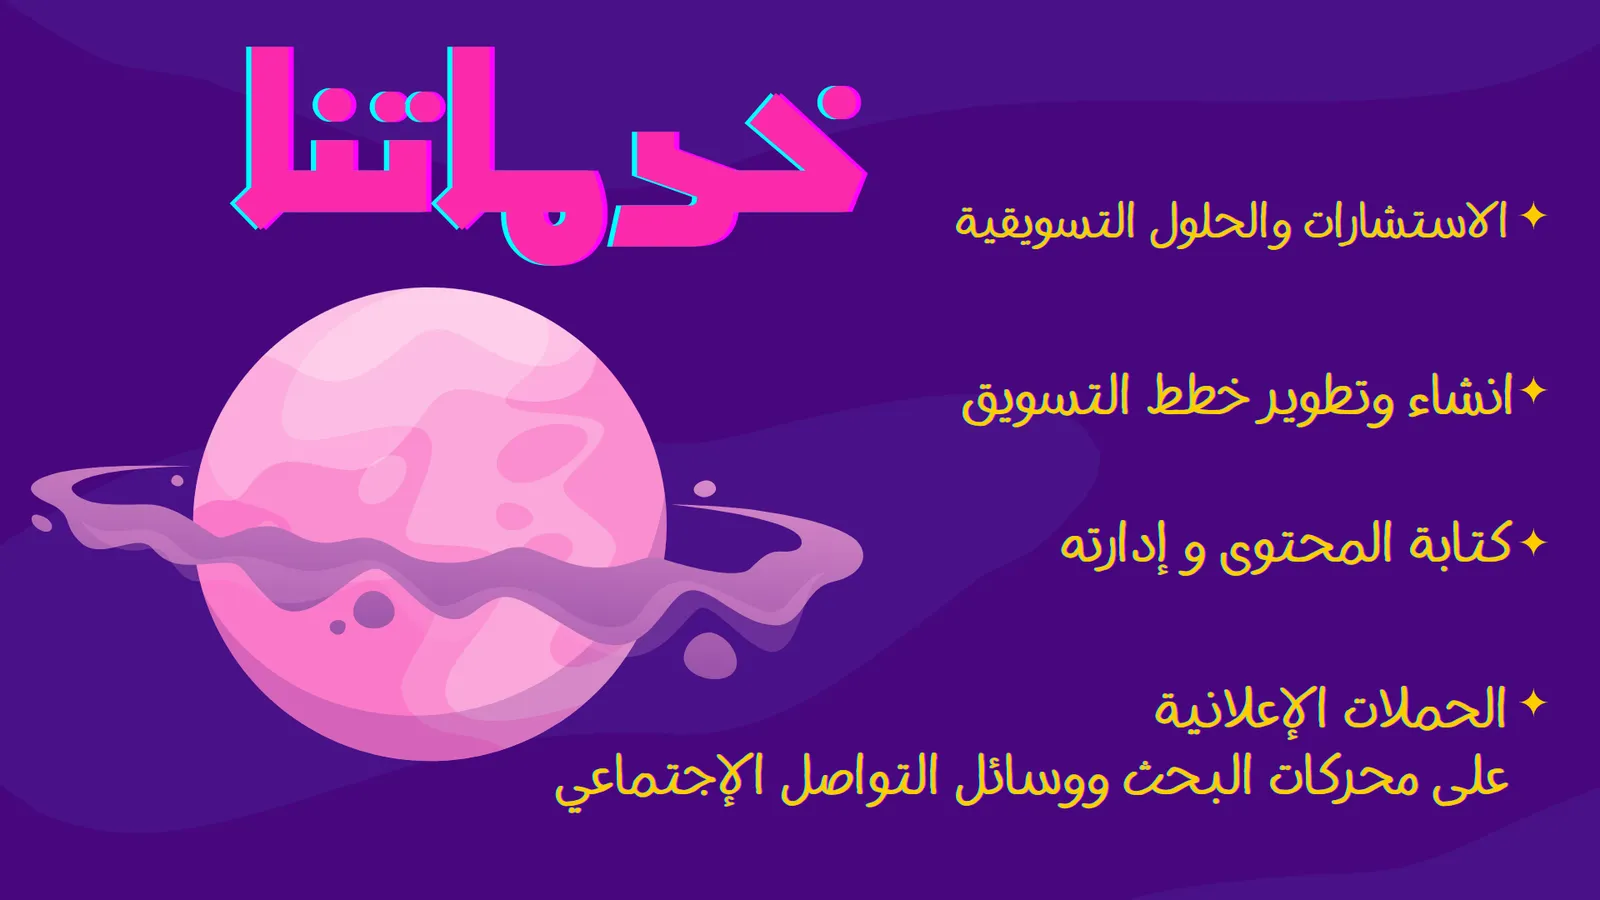 خدماتنا
الاستشارات والحلول التسويقية
انشاء وتطوير خطط التسويق
كتابة المحتوى و إدارته
الحملات الإعلانية
على محركات البحث ووسائل التواصل الإجتماعي